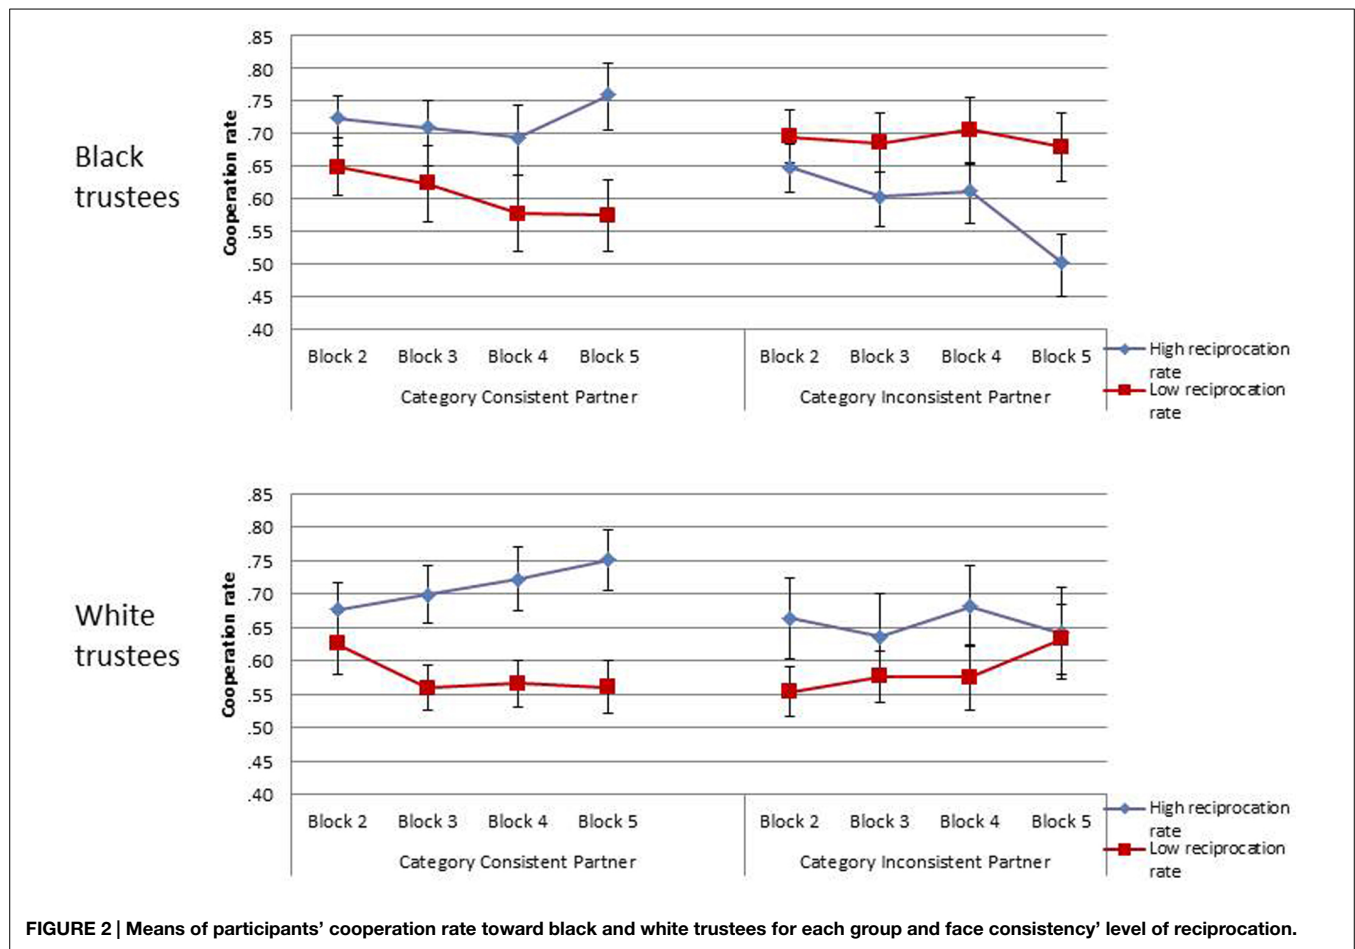 Black
trustees
Cooperation rate
.85
.80
.75
.70
.65
.60
.55
.50
.45
.40
Block 2 Block 3 Block 4 Block 5 Block 2 Block 3 Block 4 Block 5
Category Consistent Partner Category Inconsistent Partner
High reciprocation
rate
Low reciprocation
rate
White
trustees
Cooperation rate
.85
.80
.75
.70
.65
.60
.55
.50
.45
.40
Block 2 Block 3 Block 4 Block 5 Block 2 Block 3 Block 4 Block 5
Category Consistent Partner Category Inconsistent Partner
High reciprocation
rate
Low reciprocation
rate
FIGURE 2 | Means of participants’ cooperation rate toward black and white trustees for each group and face consistency’ level of reciprocation.